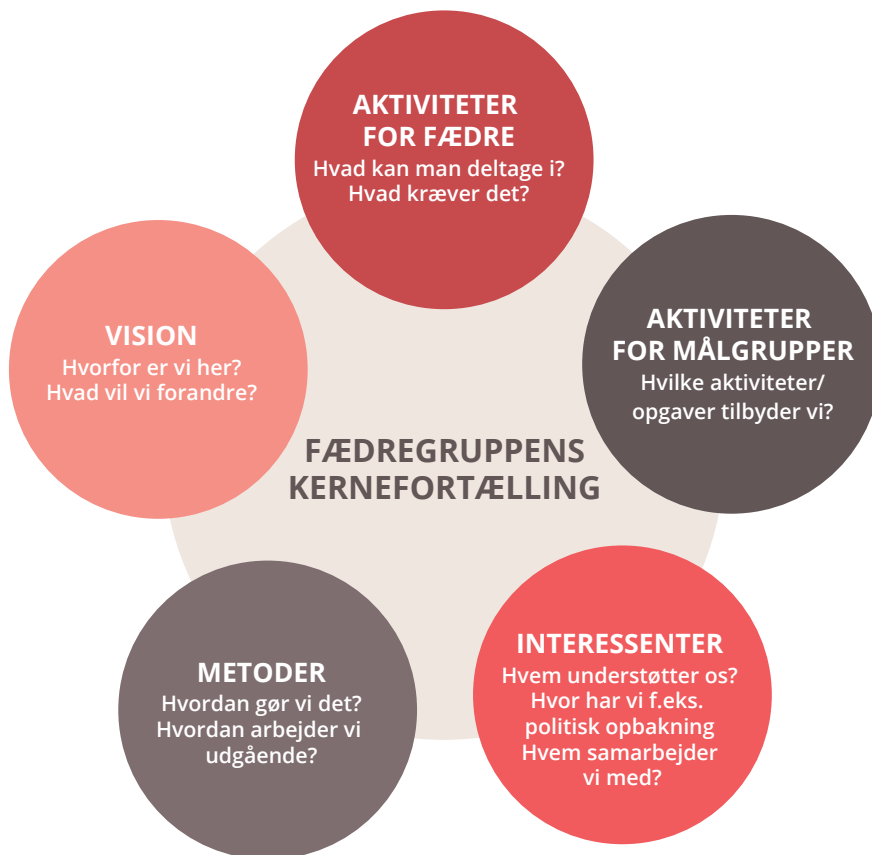 AKTIVITETER
FOR FÆDRE
Hvad kan man deltage i?
Hvad kræver det?
AKTIVITETER
FOR MÅLGRUPPER
Hvilke aktiviteter/
opgaver tilbyder vi?
VISION
Hvorfor er vi her?
Hvad vil vi forandre?
FÆDREGRUPPENS
KERNEFORTÆLLING
INTERESSENTER
Hvem understøtter os?
Hvor har vi f.eks.
politisk opbakning
Hvem samarbejder
vi med?
METODER
Hvordan gør vi det?
Hvordan arbejder vi
udgående?